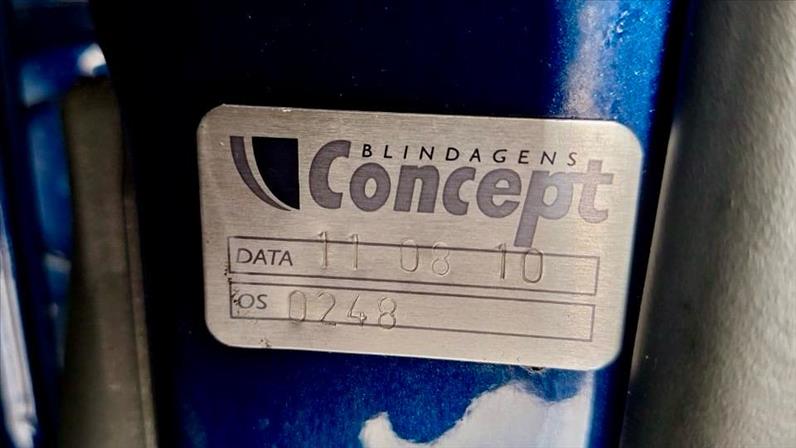 BLINDAGENS
Concept
DATA 11 08 10
OS 0248